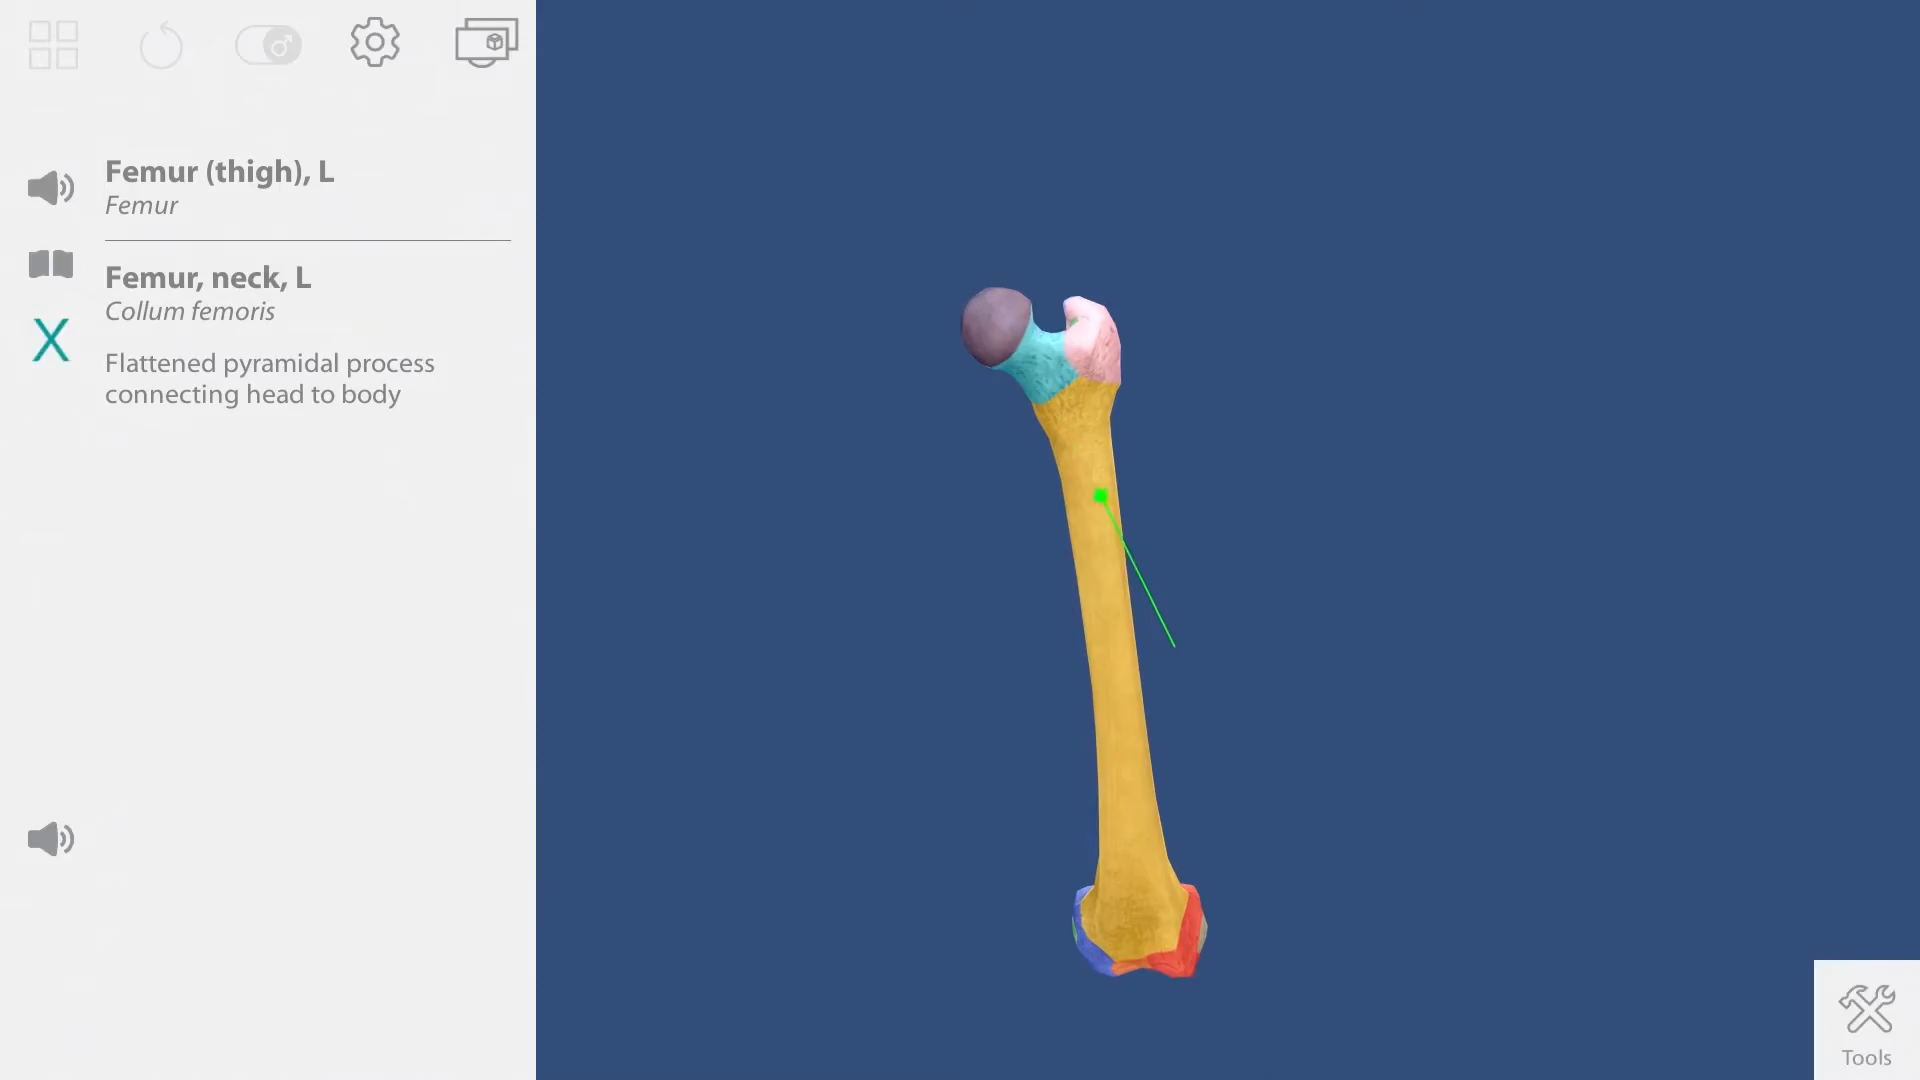 Femur (thigh), L
Femur
Femur, neck, L
Collum femoris
Flattened pyramidal process
connecting head to body
Tools